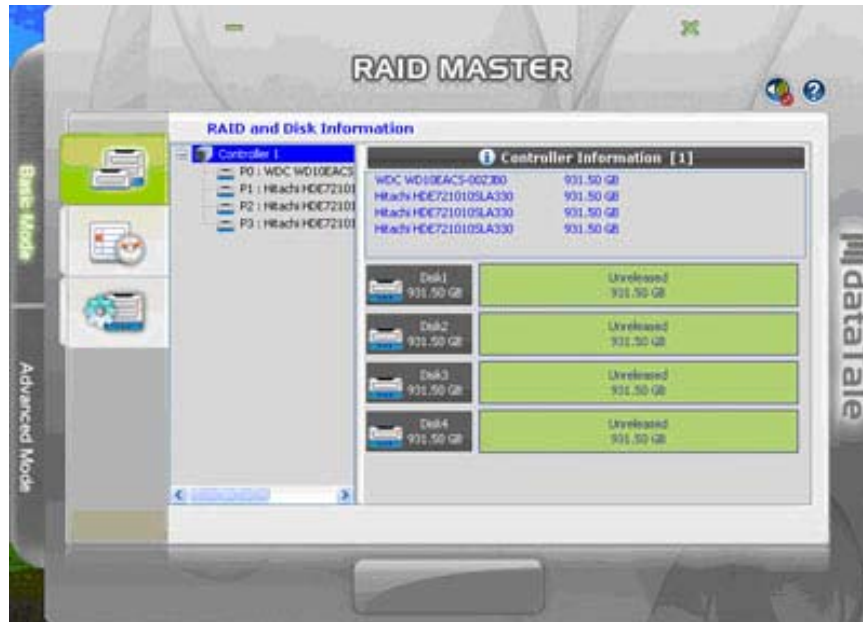 RAID MASTER
RAID and Disk Information
Basic Mode
Advanced Mode
Controller 1
P0 : WDC WD10EACS
P1 : Hitachi HDE72101
P2 : Hitachi HDE72101
P3 : Hitachi HDE72101
Controller Information [1]
WDC WD10EACS-00ZJB0 931.50 GB
Hitachi HDE721010SLA330 931.50 GB
Hitachi HDE721010SLA330 931.50 GB
Hitachi HDE721010SLA330 931.50 GB
Disk1
931.50 GB
Unreleased
931.50 GB
Disk2
931.50 GB
Unreleased
931.50 GB
Disk3
931.50 GB
Unreleased
931.50 GB
Disk4
931.50 GB
Unreleased
931.50 GB
datatale